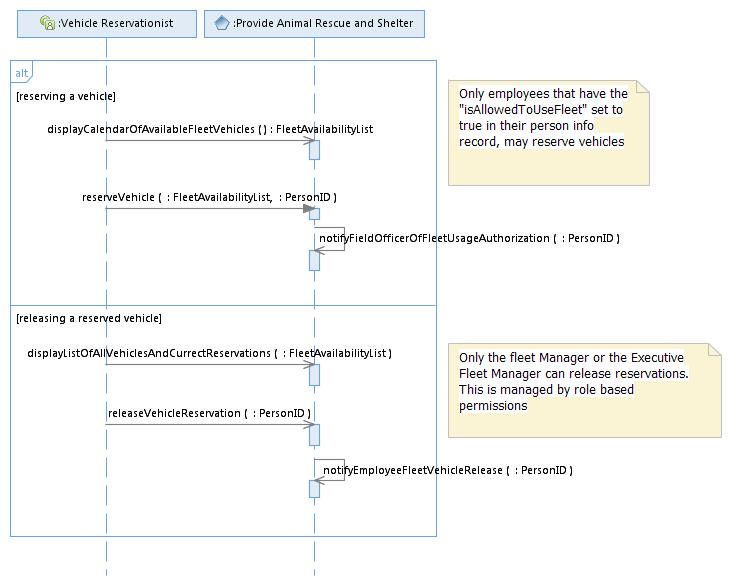 :Vehicle Reservationist
:Provide Animal Rescue and Shelter
alt
[reserving a vehicle]
Only employees that have the
"isAllowedToUseFleet" set to
true in their person info
record, may reserve vehicles
displayCalendarOfAvailableFleetVehicles ( ) : FleetAvailabilityList
reserveVehicle ( : FleetAvailabilityList, : PersonID )
notifyFieldOfficerOfFleetUsageAuthorization ( : PersonID )
[releasing a reserved vehicle]
displayListOfAllVehiclesAndCurrectReservations ( : FleetAvailabilityList )
Only the fleet Manager or the Executive
Fleet Manager can release reservations.
This is managed by role based
permissions
releaseVehicleReservation ( : PersonID )
notifyEmployeeFleetVehicleRelease ( : PersonID )